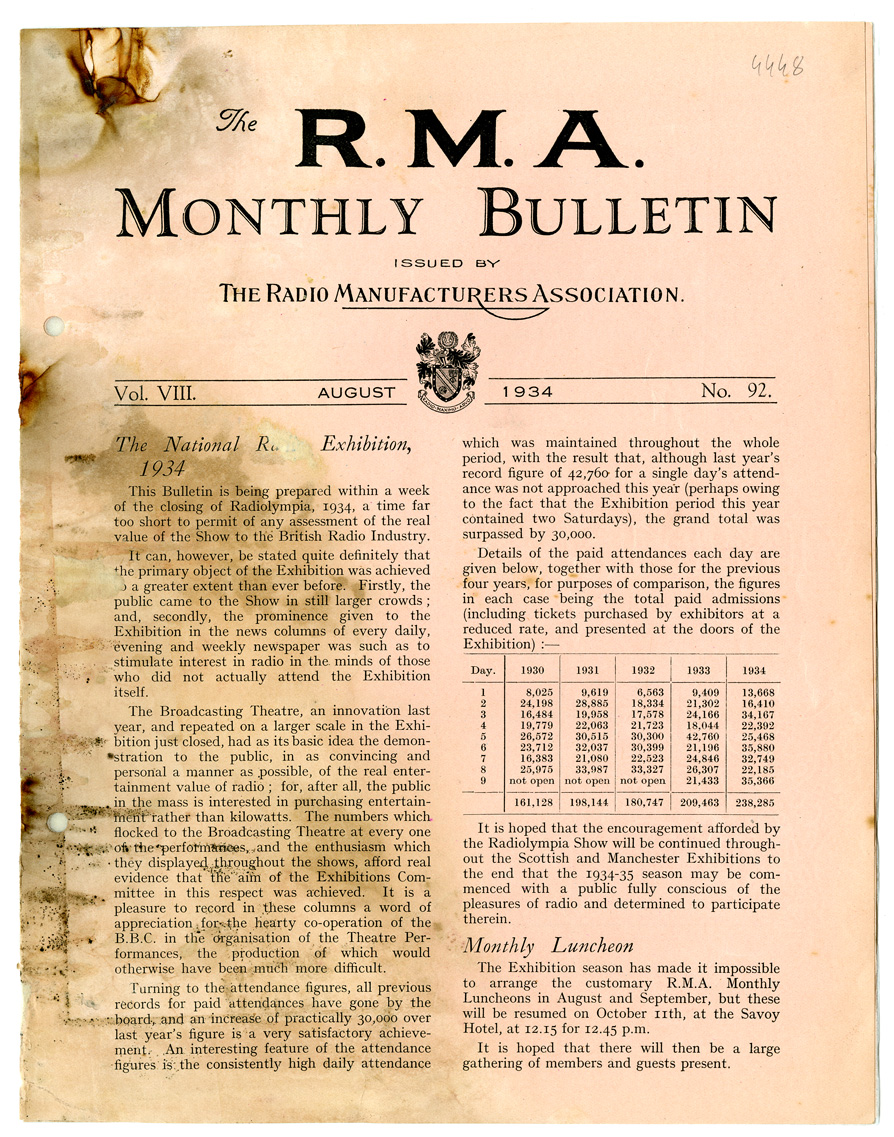 4448
The
R.M.A.
MONTHLY BULLETIN
ISSUED BY
THE RADIO MANUFACTURERS ASSOCIATION.
Vol. VIII. AUGUST 1934 No. 92.
The National Ra Exhibition,
1934
This Bulletin is being prepared within a week
of the closing of Radiolympia, 1934, a time far
too short to permit of any assessment of the real
value of the Show to the British Radio Industry.
It can, however, be stated quite definitely that
the primary object of the Exhibition was achieved
o a greater extent than ever before. Firstly, the
public came to the Show in still larger crowds ;
and, secondly, the prominence given to the
Exhibition in the news columns of every daily,
evening and weekly newspaper was such as to
stimulate interest in radio in the minds of those
who did not actually attend the Exhibition
itself.
The Broadcasting Theatre, an innovation last
year, and repeated on a larger scale in the Exhi-
bition just closed, had as its basic idea the demon-
stration to the public, in as convincing and
personal a manner as possible, of the real enter-
tainment value of radio ; for, after all, the public
in the mass is interested in purchasing entertain-
ment rather than kilowatts. The numbers which
flocked to the Broadcasting Theatre at every one
of the performances, and the enthusiasm which
they displayed throughout the shows, afford real
evidence that the aim of the Exhibitions Com-
mittee in this respect was achieved. It is a
pleasure to record in these columns a word of
appreciation for the hearty co-operation of the
B.B.C. in the organisation of the Theatre Per-
formances, the production of which would
otherwise have been much more difficult.
Turning to the attendance figures, all previous
records for paid attendances have gone by the
board, and an increase of practically 30,000 over
last year's figure is a very satisfactory achieve-
ment. An interesting feature of the attendance
figures is the consistently high daily attendance
which was maintained throughout the whole
period, with the result that, although last year's
record figure of 42,760 for a single day's attend-
ance was not approached this year (perhaps owing
to the fact that the Exhibition period this year
contained two Saturdays), the grand total was
surpassed by 30,000.
Details of the paid attendances each day are
given below, together with those for the previous
four years, for purposes of comparison, the figures
in each case being the total paid admissions
(including tickets purchased by exhibitors at a
reduced rate, and presented at the doors of the
Exhibition) :—
Day. 1930 1931 1932 1933 1934
1 8,025 9,619 6,563 9,409 13,668
2 24,198 28,885 18,334 21,302 16,410
3 16,484 19,958 17,578 24,166 34,167
4 19,779 22,063 21,723 18,044 22,392
5 26,572 30,515 30,300 42,760 25,468
6 23,712 32,037 30,399 21,196 35,880
7 16,383 21,080 22,523 24,846 32,749
8 25,975 33,987 33,327 26,307 22,185
9 not open not open not open 21,433 35,366
161,128 198,144 180,747 209,463 238,285
It is hoped that the encouragement afforded by
the Radiolympia Show will be continued through-
out the Scottish and Manchester Exhibitions to
the end that the 1934-35 season may be com-
menced with a public fully conscious of the
pleasures of radio and determined to participate
therein.
Monthly Luncheon
The Exhibition season has made it impossible
to arrange the customary R.M.A. Monthly
Luncheons in August and September, but these
will be resumed on October 11th, at the Savoy
Hotel, at 12.15 for 12.45 p.m.
It is hoped that there will then be a large
gathering of members and guests present.